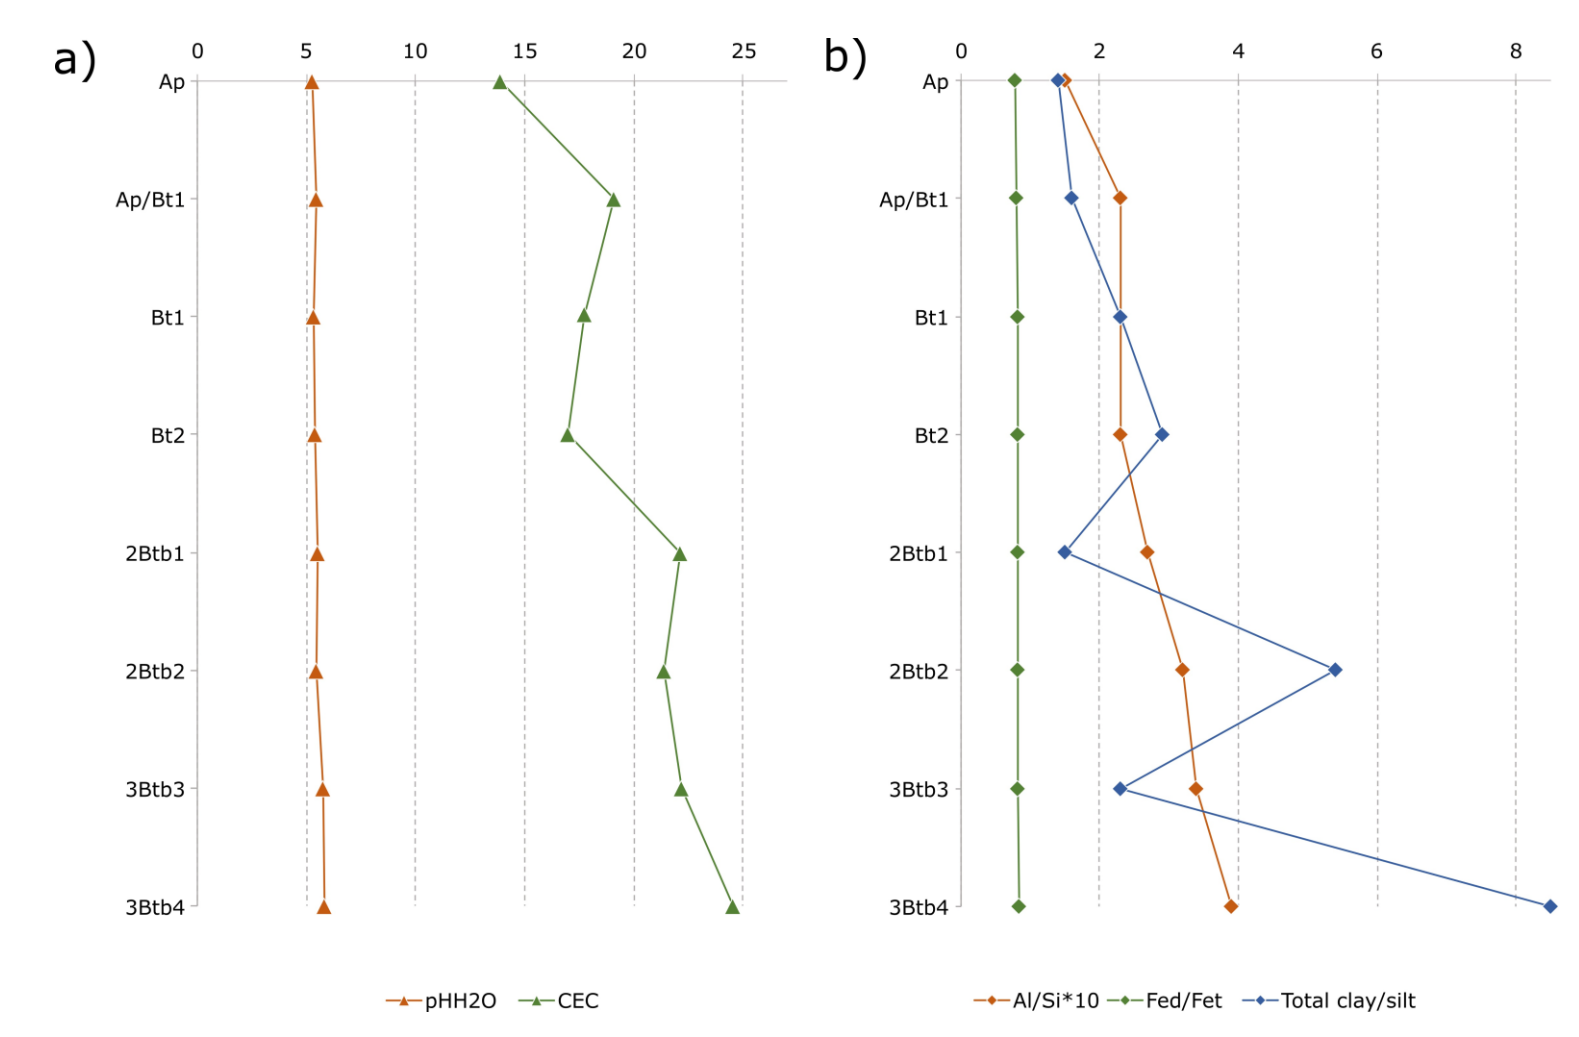 a)
0 5 10 15 20 25
Ap
Ap/Bt1
Bt1
Bt2
2Btb1
2Btb2
3Btb3
3Btb4
pHH2O CEC
b)
0 2 4 6 8
Ap
Ap/Bt1
Bt1
Bt2
2Btb1
2Btb2
3Btb3
3Btb4
Al/Si*10 Fed/Fet Total clay/silt